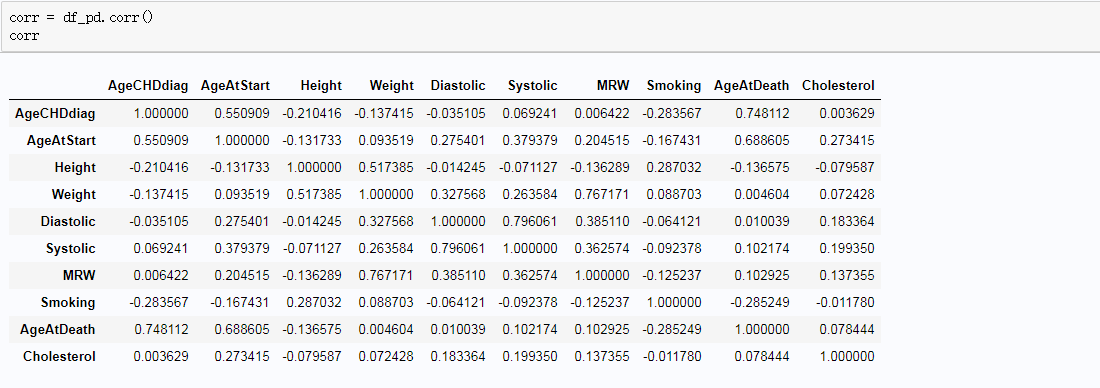 corr = df_pd.corr()
corr
AgeCHDdiag AgeAtStart Height Weight Diastolic Systolic MRW Smoking AgeAtDeath Cholesterol
AgeCHDdiag 1.000000 0.550909 -0.210416 -0.137415 -0.035105 0.069241 0.006422 -0.283567 0.748112 0.003629
AgeAtStart 0.550909 1.000000 -0.131733 0.093519 0.275401 0.379379 0.204515 -0.167431 0.688605 0.273415
Height -0.210416 -0.131733 1.000000 0.517385 -0.014245 -0.071127 -0.136289 0.287032 -0.136575 -0.079587
Weight -0.137415 0.093519 0.517385 1.000000 0.327568 0.263584 0.767171 0.088703 0.004604 0.072428
Diastolic -0.035105 0.275401 -0.014245 0.327568 1.000000 0.796061 0.385110 -0.064121 0.010039 0.183364
Systolic 0.069241 0.379379 -0.071127 0.263584 0.796061 1.000000 0.362574 -0.092378 0.102174 0.199350
MRW 0.006422 0.204515 -0.136289 0.767171 0.385110 0.362574 1.000000 -0.125237 0.102925 0.137355
Smoking -0.283567 -0.167431 0.287032 0.088703 -0.064121 -0.092378 -0.125237 1.000000 -0.285249 -0.011780
AgeAtDeath 0.748112 0.688605 -0.136575 0.004604 0.010039 0.102174 0.102925 -0.285249 1.000000 0.078444
Cholesterol 0.003629 0.273415 -0.079587 0.072428 0.183364 0.199350 0.137355 -0.011780 0.078444 1.000000